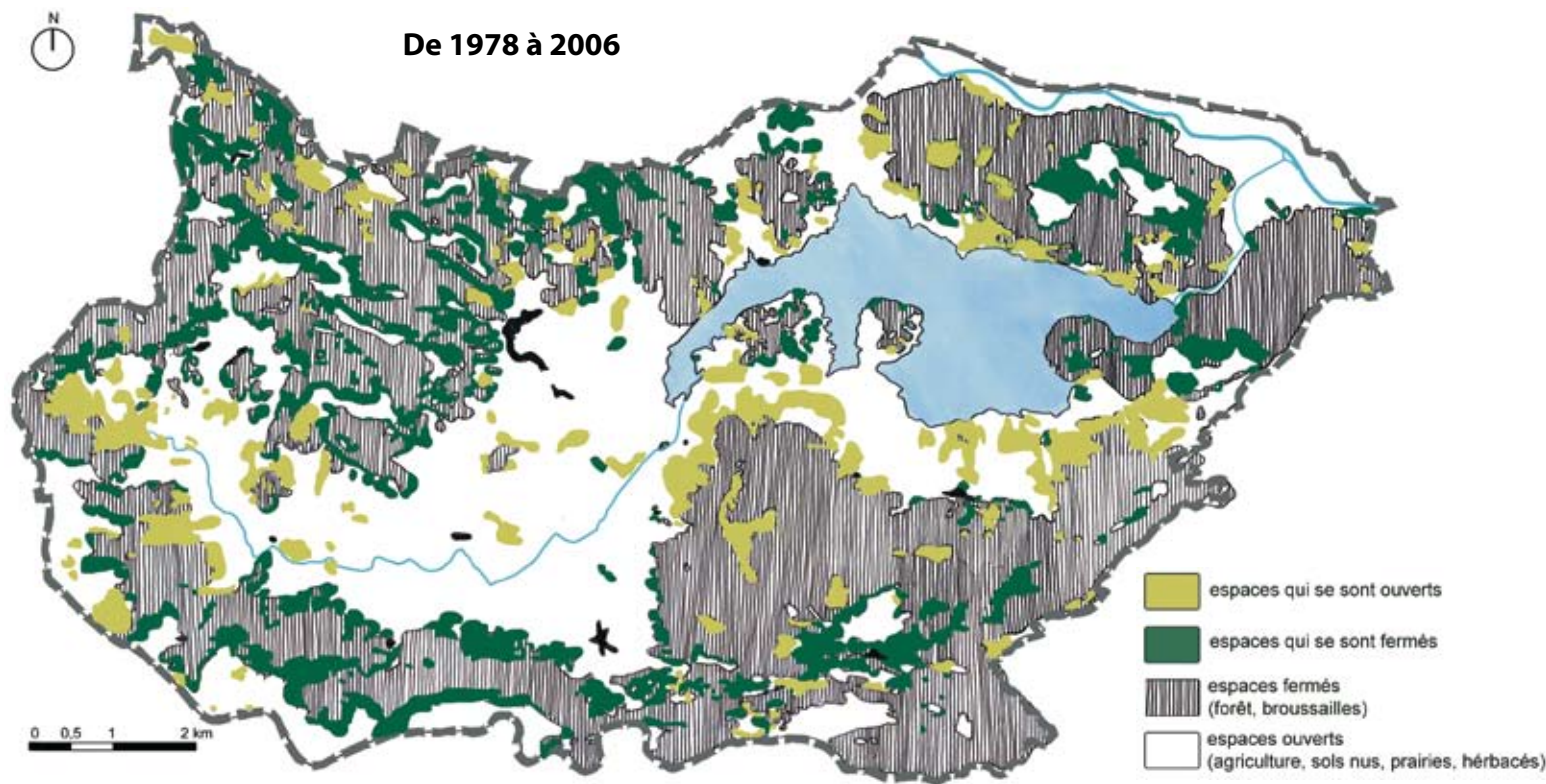 N
De 1978 à 2006
espaces qui se sont ouverts
espaces qui se sont fermés
espaces fermés
(forêt, broussailles)
espaces ouverts
(agriculture, sols nus, prairies, hérbacés)
0 0,5 1 2 km